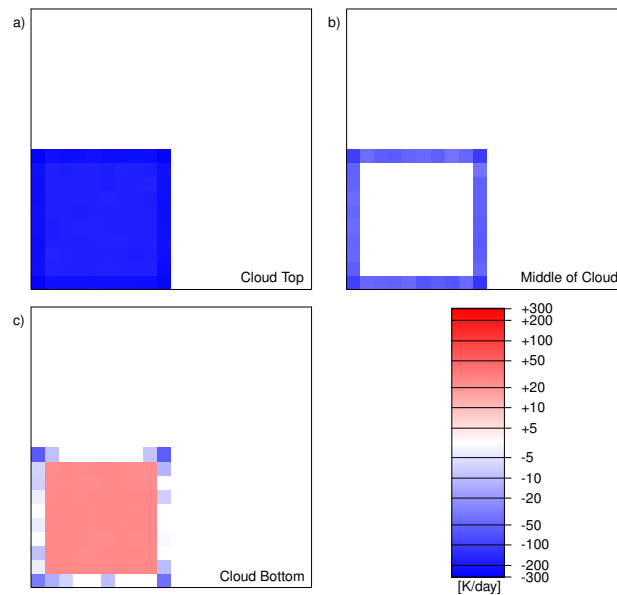 a)
Cloud Top
b)
Middle of Cloud
c)
Cloud Bottom
+300
+200
+100
+50
+20
+10
+5
-5
-10
-20
-50
-100
-200
-300
[K/day]